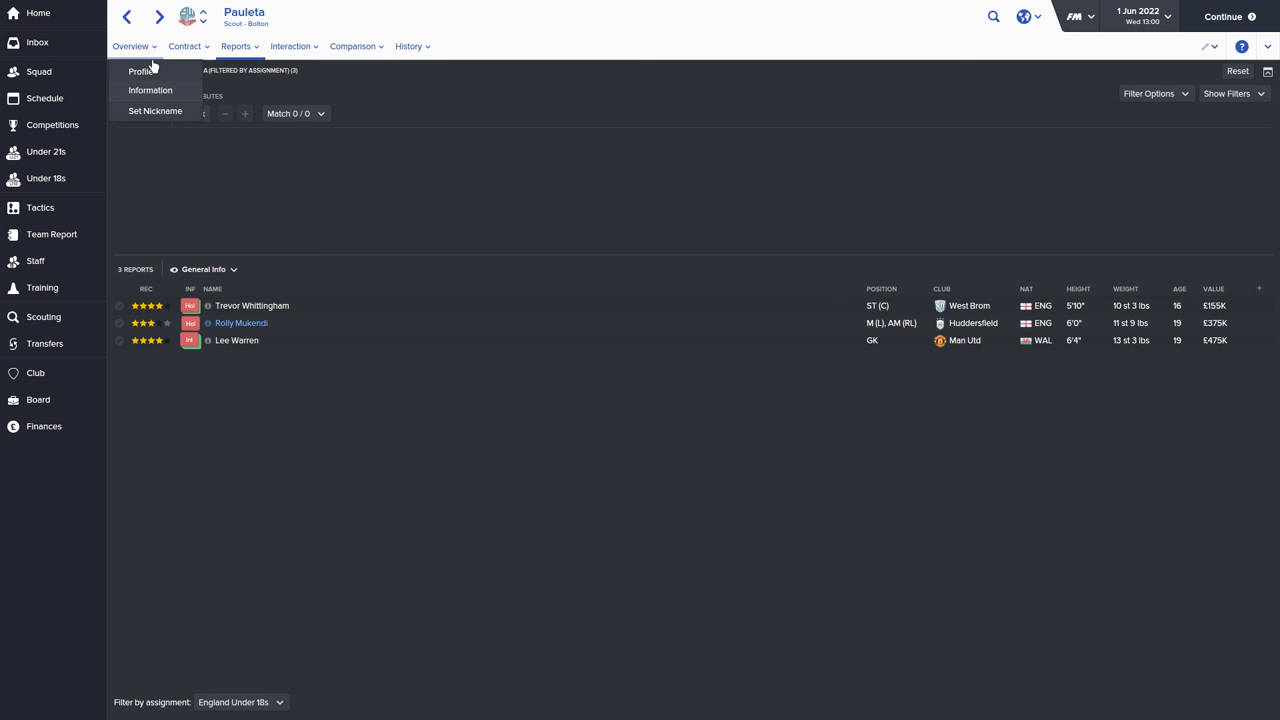 Home
Inbox
Squad
Schedule
Competitions
Under 21s
Under 18s
Tactics
Team Report
Staff
Training
Scouting
Transfers
Club
Board
Finances
Pauleta
Scout - Bolton
FM
1 Jun 2022
Wed 13:00
Continue
Overview
Contract
Reports
Interaction
Comparison
History
?
Profile
Information
Set Nickname
A (FILTERED BY ASSIGNMENT) (3)
Reset
BUTES
Filter Options
Show Filters
Match 0 / 0
3 REPORTS
General Info
REC INF NAME POSITION CLUB NAT HEIGHT WEIGHT AGE VALUE +
Hol Trevor Whittingham ST (C) West Brom ENG 5'10" 10 st 3 lbs 16 £155K
Hol Rolly Mukendi M (L), AM (RL) Huddersfield ENG 6'0" 11 st 9 lbs 19 £375K
Lee Warren GK Man Utd WAL 6'4" 13 st 3 lbs 19 £475K
Filter by assignment: England Under 18s